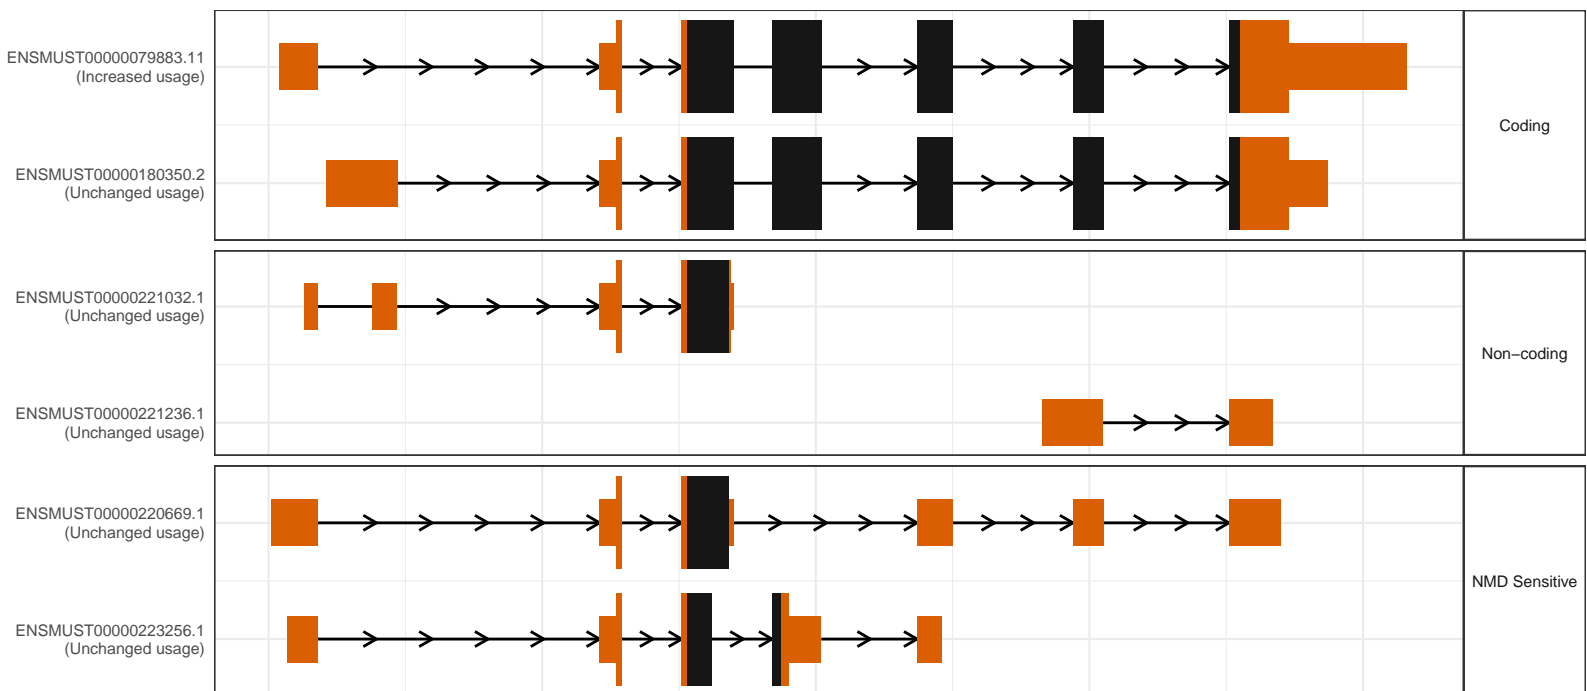 ENSMUST00000079883.11
(Increased usage)
ENSMUST00000180350.2
(Unchanged usage)
Coding
ENSMUST00000221032.1
(Unchanged usage)
ENSMUST00000221236.1
(Unchanged usage)
Non−coding
ENSMUST00000220669.1
(Unchanged usage)
ENSMUST00000223256.1
(Unchanged usage)
NMD Sensitive